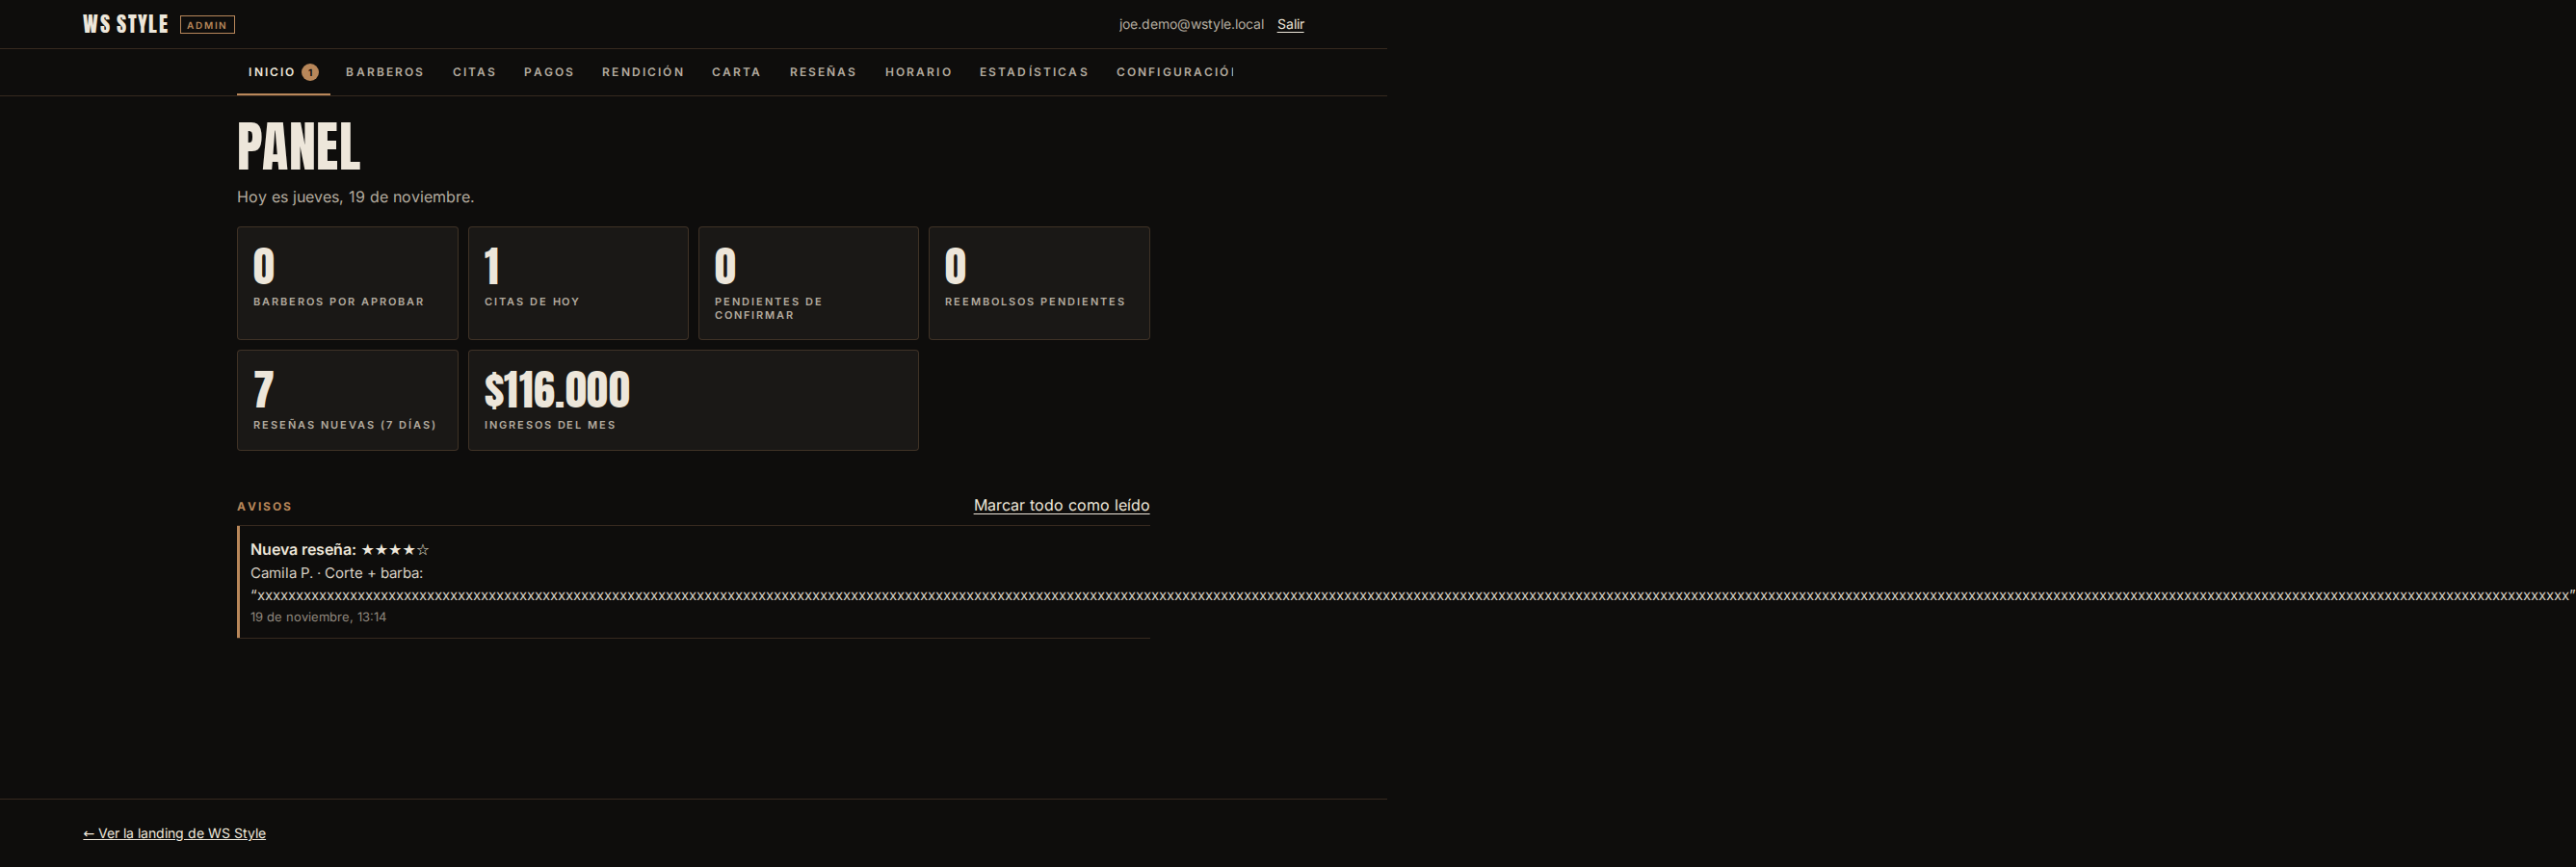 WS STYLE ADMIN joe.demo@wstyle.local Salir
INICIO 1 BARBEROS CITAS PAGOS RENDICIÓN CARTA RESEÑAS HORARIO ESTADÍSTICAS
PANEL
Hoy es jueves, 19 de noviembre.
0
BARBEROS POR APROBAR
1
CITAS DE HOY
0
PENDIENTES DE
CONFIRMAR
0
REEMBOLSOS PENDIENTES
7
RESEÑAS NUEVAS (7 DÍAS)
$116.000
INGRESOS DEL MES
AVISOS Marcar todo como leído
Nueva reseña: ★★★★☆
Camila P. · Corte + barba:
19 de noviembre, 13:14
← Ver la landing de WS Style